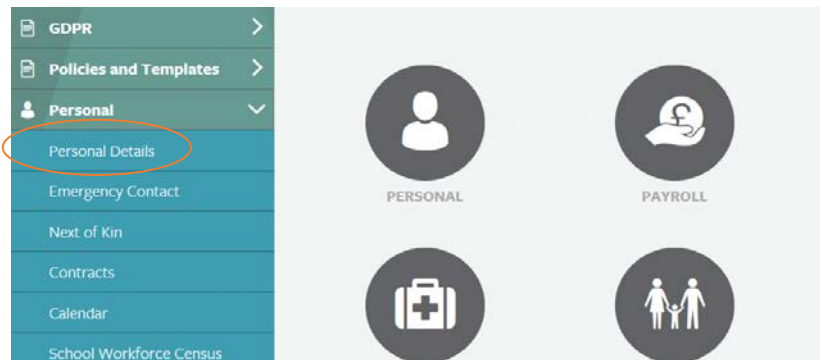 GDPR
Policies and Templates
Personal
Personal Details
Emergency Contact
Next of Kin
Contracts
Calendar
School Workforce Census
PERSONAL
PAYROLL
£